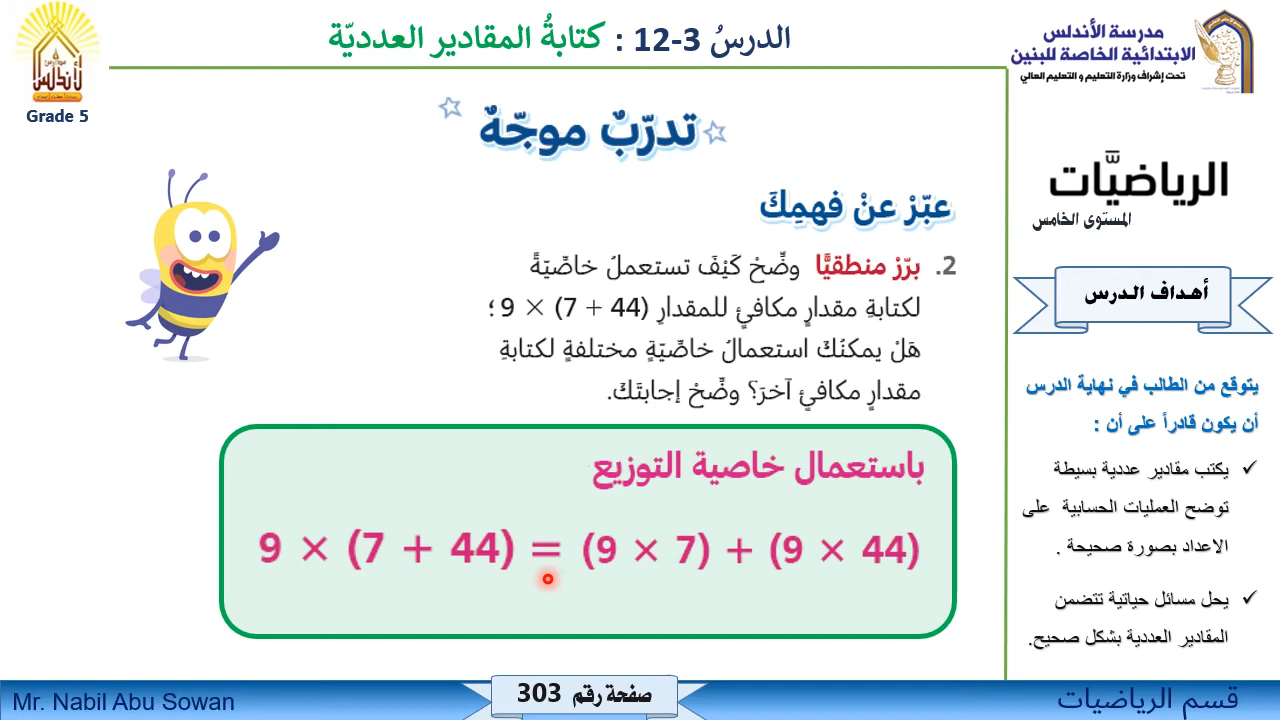 مدرسة الأندلس
الابتدائية الخاصة للبنين
تحت إشراف وزارة التعليم و التعليم العالي
الدرسُ 3-12 : كتابةُ المقادير العدديّة
Grade 5
تدرّبٌ موجّهٌ
عبّرْ عنْ فهمِكَ
2. برّرْ منطقيًّا وضِّحْ كَيْفَ تستعملُ خاصِّيّةً
لكتابةِ مقدارٍ مكافئٍ للمقدارِ 9 × (7 + 44) ؛
هَلْ يمكنُكَ استعمالُ خاصِّيّةٍ مختلفةٍ لكتابةِ
مقدارٍ مكافئٍ آخرَ؟ وضِّحْ إجابتَكَ.
باستعمال خاصية التوزيع
9 × (7 + 44) = (9 × 7) + (9 × 44)
الرياضيَّات
المستوى الخامس
أهداف الدرس
يتوقع من الطالب في نهاية الدرس
أن يكون قادراً على أن :
✓ يكتب مقادير عددية بسيطة
توضح العمليات الحسابية على
الاعداد بصورة صحيحة .
✓ يحل مسائل حياتية تتضمن
المقادير العددية بشكل صحيح.
قسم الرياضيات
صفحة رقم 303
Mr. Nabil Abu Sowan